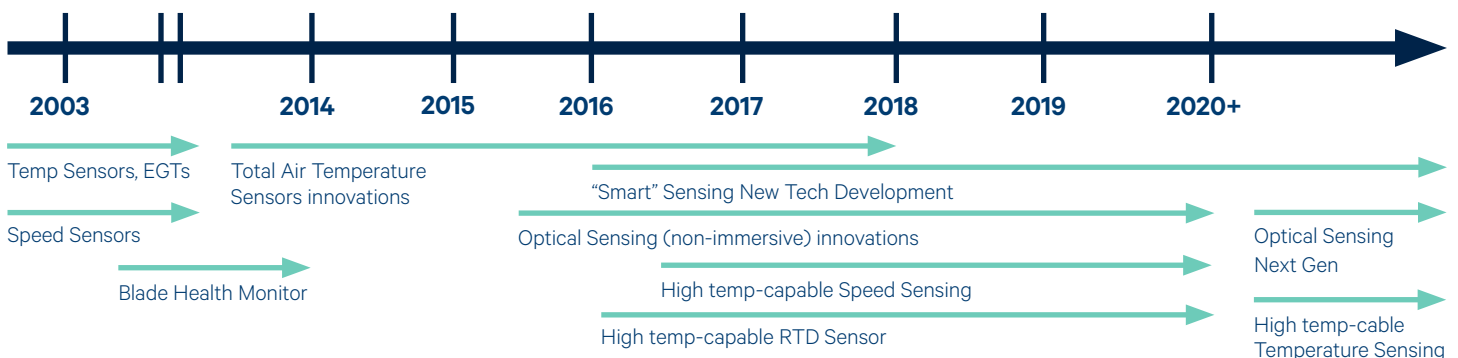 2003
2014
2015
2016
2017
2018
2019
2020+
Temp Sensors, EGTs
Total Air Temperature
Sensors innovations
“Smart” Sensing New Tech Development
Speed Sensors
Optical Sensing (non-immersive) innovations
Optical Sensing
Next Gen
Blade Health Monitor
High temp-capable Speed Sensing
High temp-capable RTD Sensor
High temp-cable
Temperature Sensing